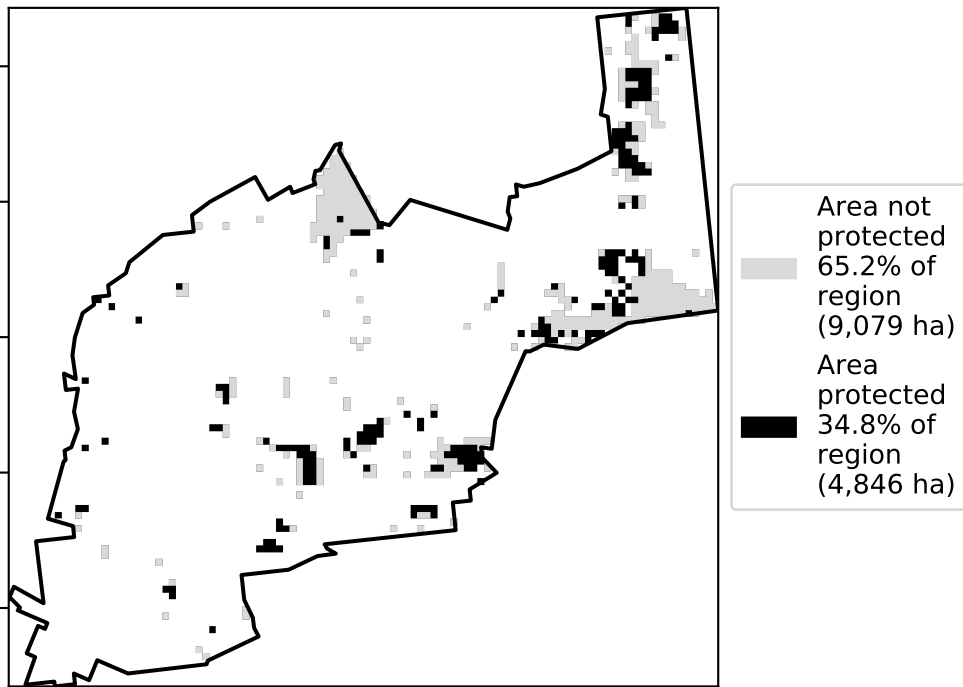 Area not
protected
65.2% of
region
(9,079 ha)
Area
protected
34.8% of
region
(4,846 ha)